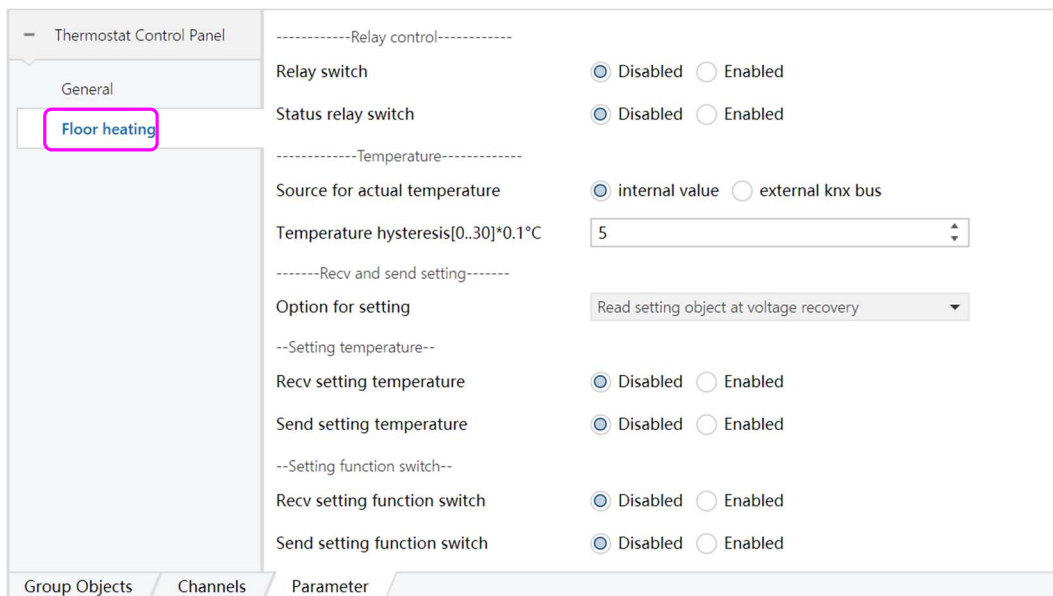 Thermostat Control Panel
General
Floor heating
------------Relay control------------
Relay switch Disabled Enabled
Status relay switch Disabled Enabled
-------------Temperature-------------
Source for actual temperature internal value external knx bus
Temperature hysteresis[0..30]*0.1°C 5
-------Recv and send setting-------
Option for setting Read setting object at voltage recovery
--Setting temperature--
Recv setting temperature Disabled Enabled
Send setting temperature Disabled Enabled
--Setting function switch--
Recv setting function switch Disabled Enabled
Send setting function switch Disabled Enabled
Group Objects Channels Parameter